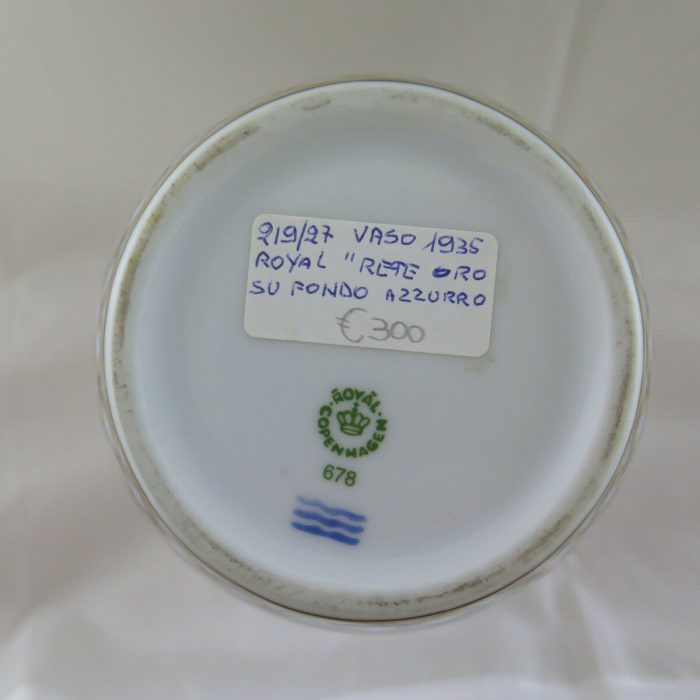 219/27 VASO 1935
ROYAL "RETE ORO
SU FONDO AZZURRO
€300
ROYAL
COPENHAGEN
678